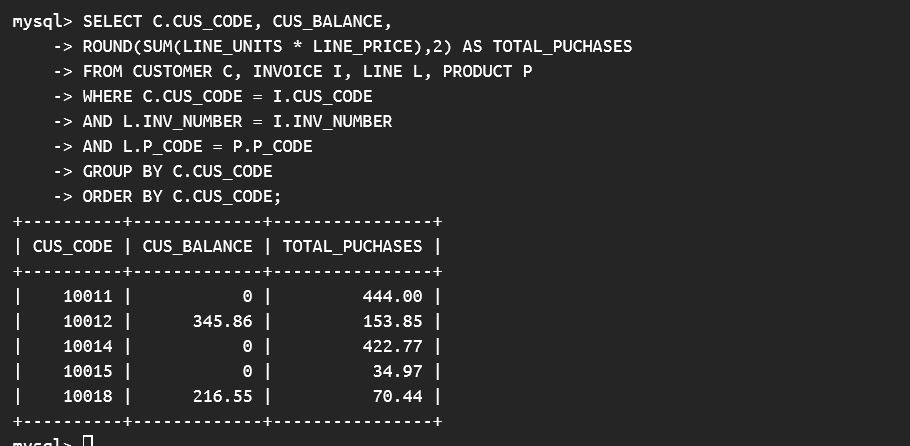 mysql> SELECT C.CUS_CODE, CUS_BALANCE,
    -> ROUND(SUM(LINE_UNITS * LINE_PRICE),2) AS TOTAL_PUCHASES
    -> FROM CUSTOMER C, INVOICE I, LINE L, PRODUCT P
    -> WHERE C.CUS_CODE = I.CUS_CODE
    -> AND L.INV_NUMBER = I.INV_NUMBER
    -> AND L.P_CODE = P.P_CODE
    -> GROUP BY C.CUS_CODE
    -> ORDER BY C.CUS_CODE;
+----------+-------------+----------------+
| CUS_CODE | CUS_BALANCE | TOTAL_PUCHASES |
+----------+-------------+----------------+
|    10011 |           0 |         444.00 |
|    10012 |      345.86 |         153.85 |
|    10014 |           0 |         422.77 |
|    10015 |           0 |          34.97 |
|    10018 |      216.55 |          70.44 |
+----------+-------------+----------------+
mysql>